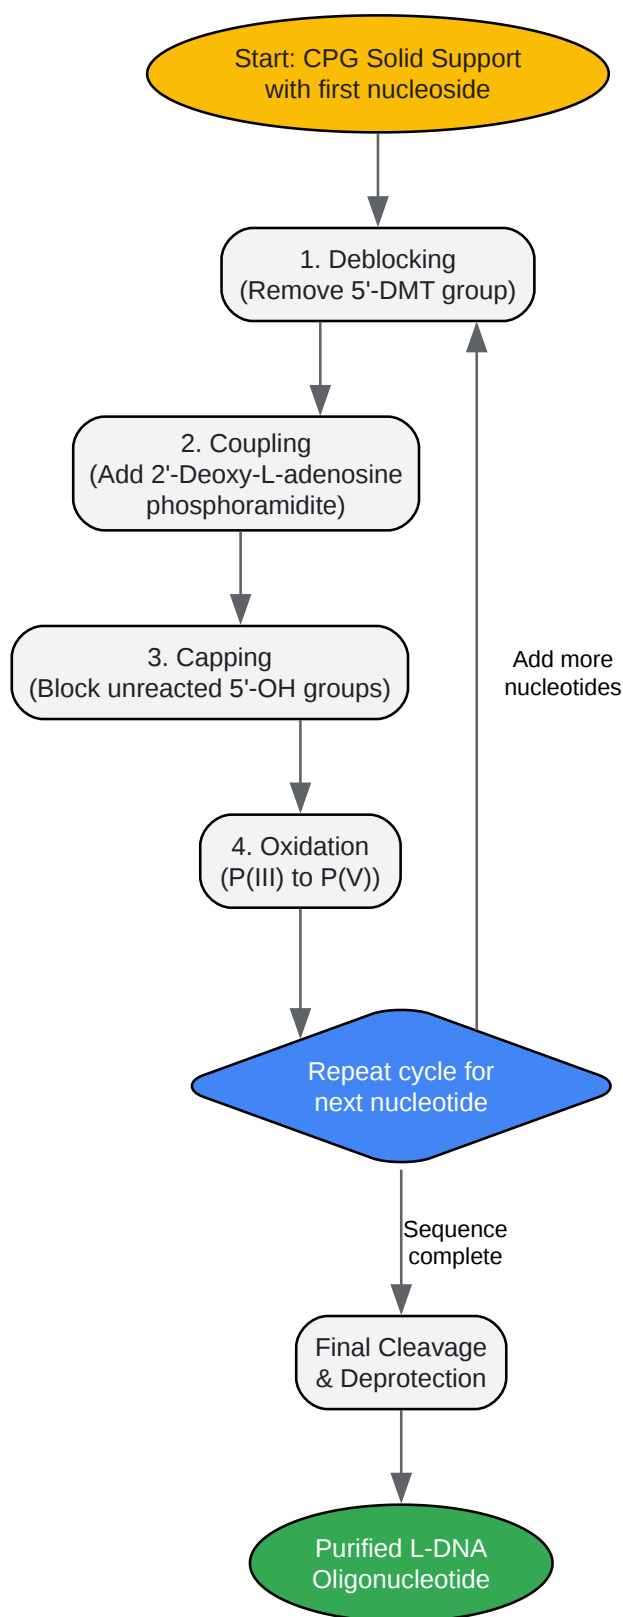 Start: CPG Solid Support
with first nucleoside
1. Deblocking
(Remove 5'-DMT group)
2. Coupling
(Add 2'-Deoxy-L-adenosine
phosphoramidite)
3. Capping
(Block unreacted 5'-OH groups)
Add more
nucleotides
4. Oxidation
(P(III) to P(V))
Repeat cycle for
next nucleotide
Sequence
complete
Final Cleavage
& Deprotection
Purified L-DNA
Oligonucleotide